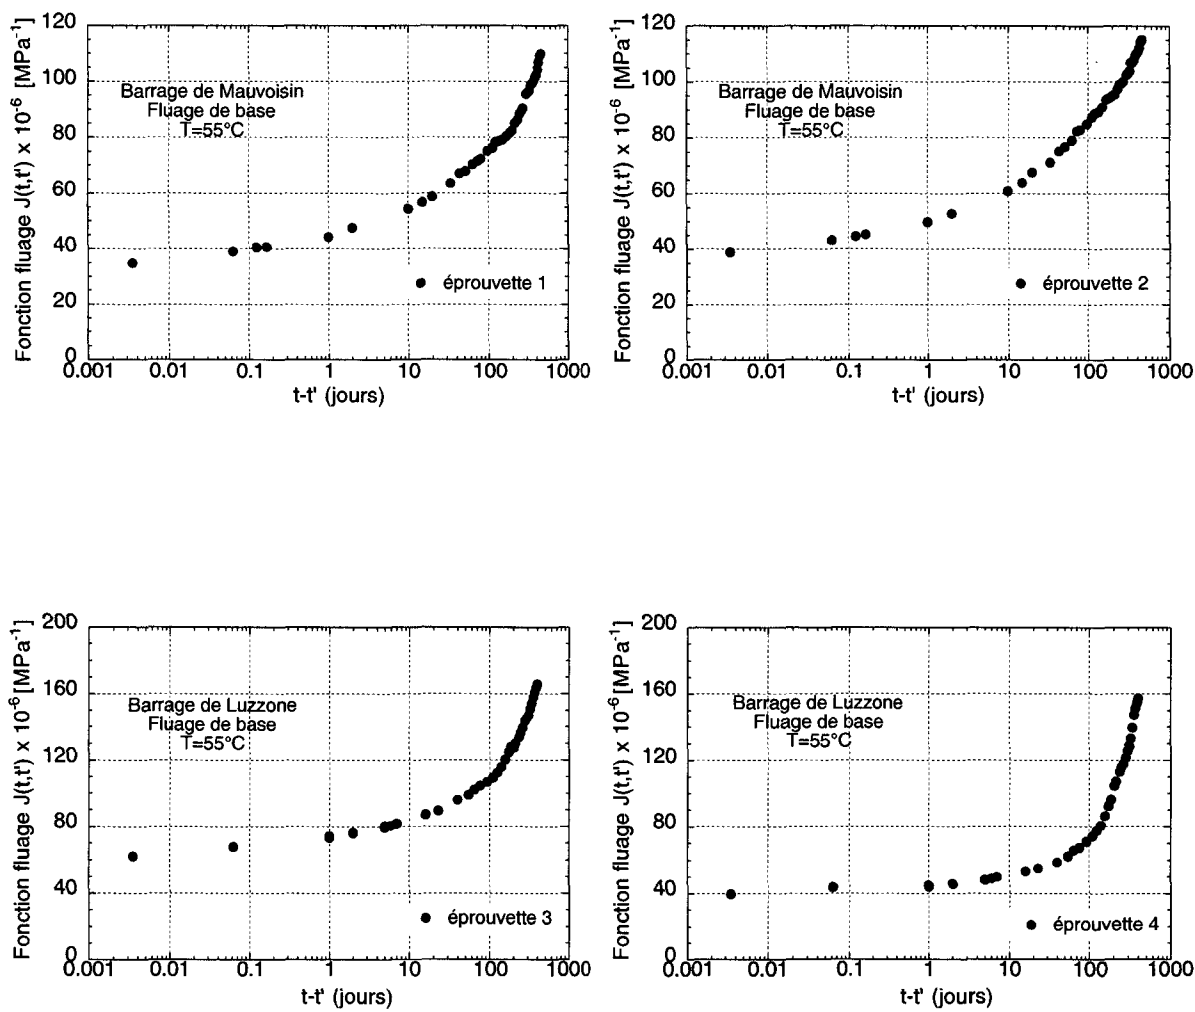 Fonction fluage J(t,t') x 10⁻⁶ [MPa⁻¹]
120
100
80
60
40
20
0
Barrage de Mauvoisin
Fluage de base
T=55°C
éprouvette 1
0.001 0.01 0.1 1 10 100 1000
t-t' (jours)
Fonction fluage J(t,t') x 10⁻⁶ [MPa⁻¹]
120
100
80
60
40
20
0
Barrage de Mauvoisin
Fluage de base
T=55°C
éprouvette 2
0.001 0.01 0.1 1 10 100 1000
t-t' (jours)
Fonction fluage J(t,t') x 10⁻⁶ [MPa⁻¹]
200
160
120
80
40
0
Barrage de Luzzone
Fluage de base
T=55°C
éprouvette 3
0.001 0.01 0.1 1 10 100 1000
t-t' (jours)
Fonction fluage J(t,t') x 10⁻⁶ [MPa⁻¹]
200
160
120
80
40
0
Barrage de Luzzone
Fluage de base
T=55°C
éprouvette 4
0.001 0.01 0.1 1 10 100 1000
t-t' (jours)